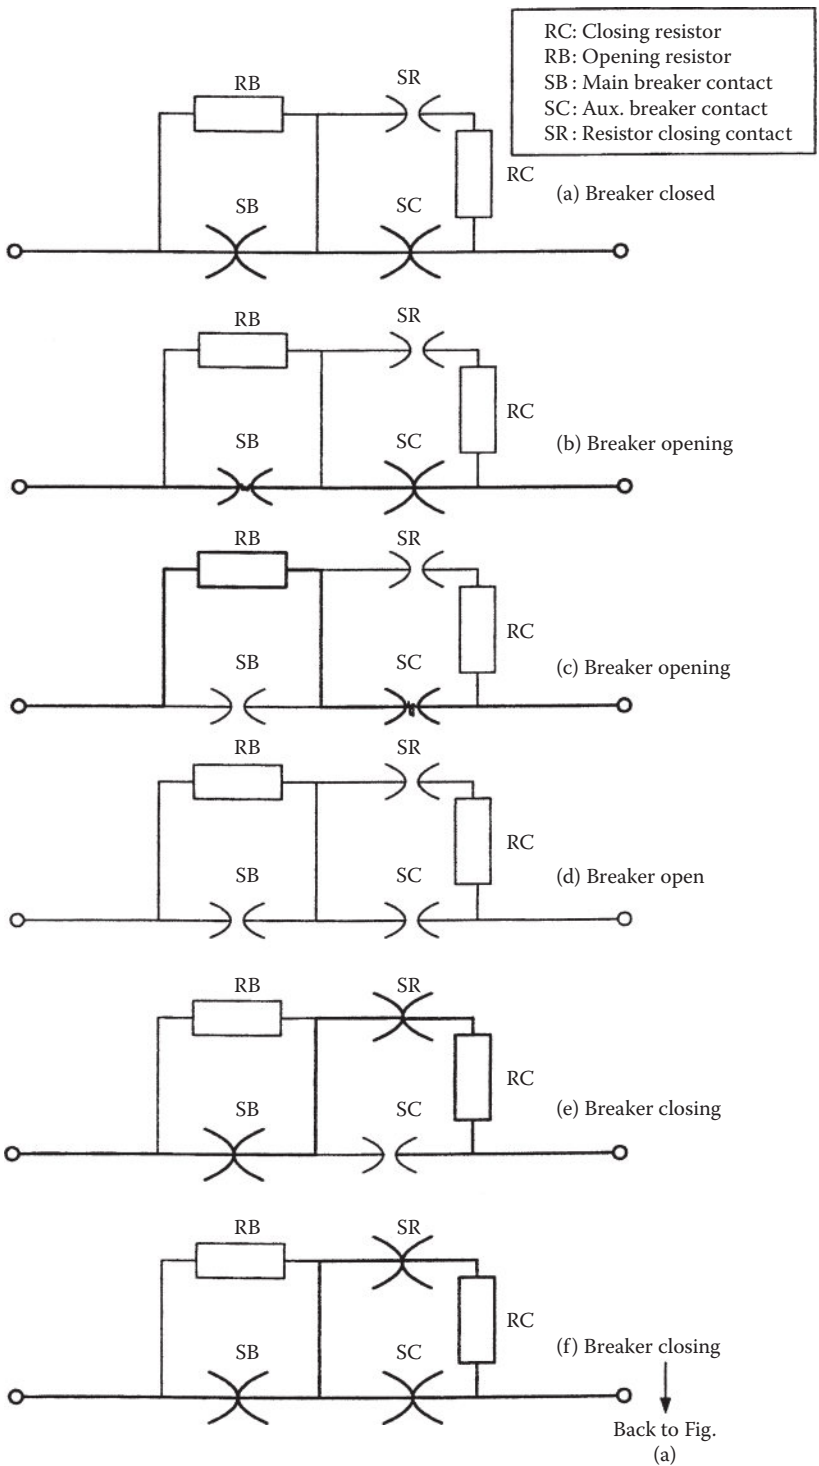 RC: Closing resistor
RB: Opening resistor
SB: Main breaker contact
SC: Aux. breaker contact
SR: Resistor closing contact
RB
SR
RC
(a) Breaker closed
SB
SC
RB
SR
RC
SB
SC
(b) Breaker opening
RB
SR
RC
SB
SC
(c) Breaker opening
RB
SR
RC
SB
SC
(d) Breaker open
RB
SR
RC
SB
SC
(e) Breaker closing
RB
SR
RC
(f) Breaker closing
SB
SC
Back to Fig.
(a)